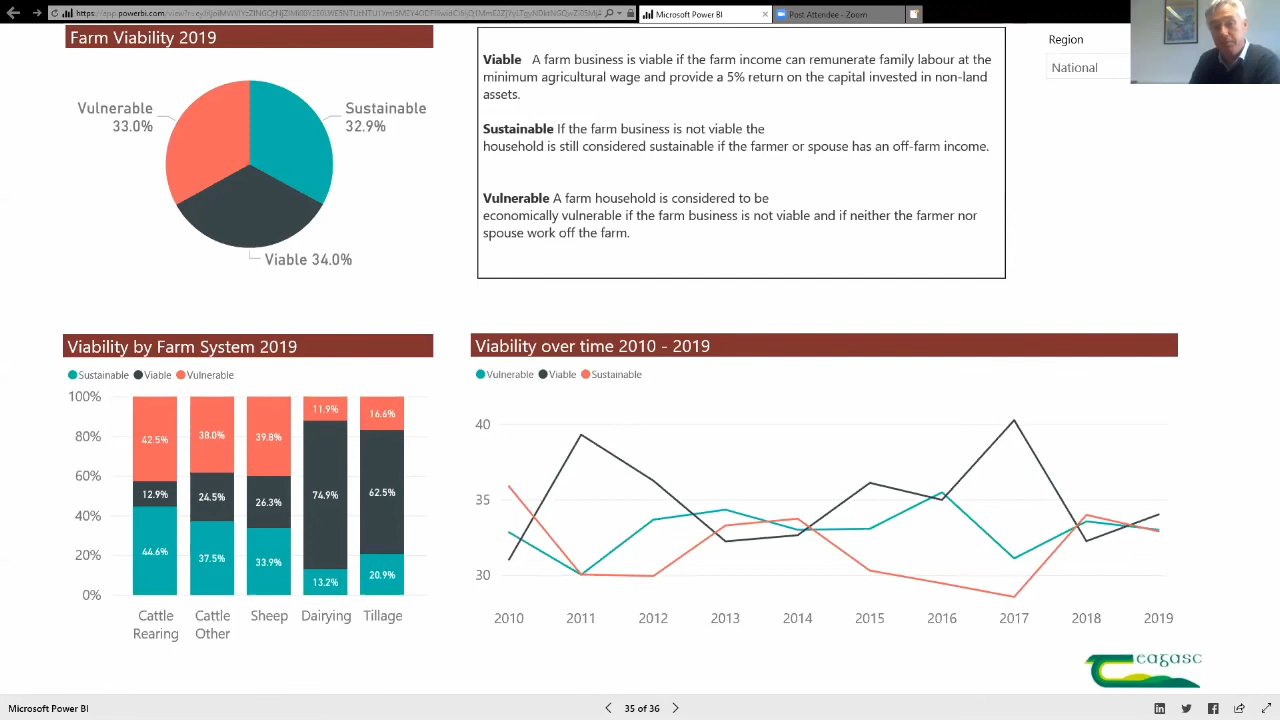 https://app.powerbi.com/view?r=
Microsoft Power BI
Post Attendee - Zoom
Farm Viability 2019
Vulnerable
33.0%
Sustainable
32.9%
Viable 34.0%
Viable A farm business is viable if the farm income can remunerate family labour at the
minimum agricultural wage and provide a 5% return on the capital invested in non-land
assets.
Sustainable If the farm business is not viable the
household is still considered sustainable if the farmer or spouse has an off-farm income.
Vulnerable A farm household is considered to be
economically vulnerable if the farm business is not viable and if neither the farmer nor
spouse work off the farm.
Region
National
Viability by Farm System 2019
Sustainable Viable Vulnerable
100%
80%
60%
40%
20%
0%
42.5% 38.0% 39.8% 11.9% 16.6%
12.9% 24.5% 26.3% 74.9% 62.5%
44.6% 37.5% 33.9% 13.2% 20.9%
Cattle Rearing Cattle Other Sheep Dairying Tillage
Viability over time 2010 - 2019
Vulnerable Viable Sustainable
40
35
30
2010 2011 2012 2013 2014 2015 2016 2017 2018 2019
eagasc
Microsoft Power BI
35 of 36